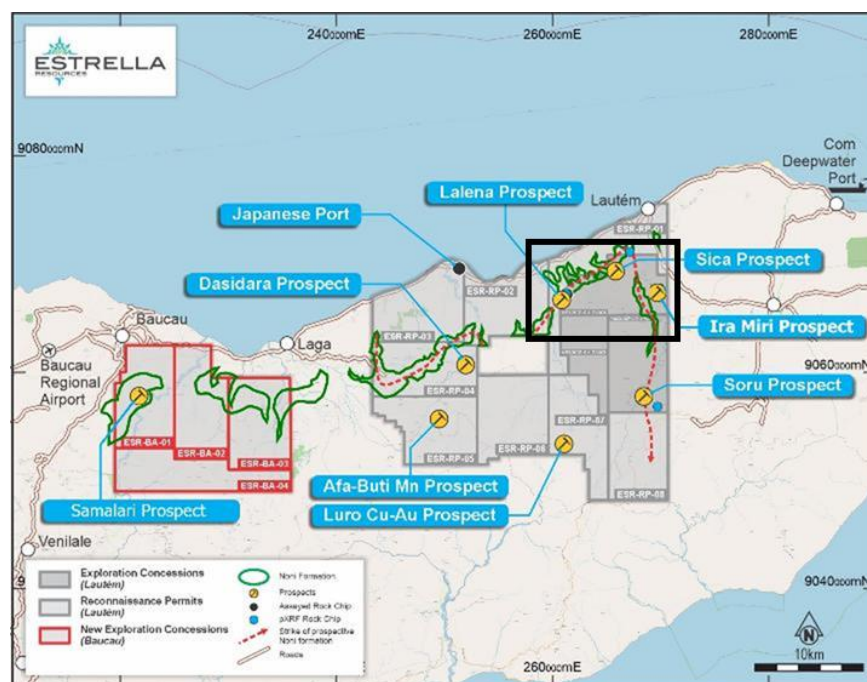 ESTRELLA
RESOURCES
240000mE
260000mE
280000mE
9080000mN
Com
Deepwater
Port
Lalena Prospect
Lautém
Japanese Port
ESR-RP-01
Sica Prospect
Dasidara Prospect
ESR-RP-02
Baucau
ESR-RP-03
Ira Miri Prospect
Laga
Baucau
Regional
Airport
9060000mN
ESR-RP-04
Soru Prospect
ESR-BA-01
ESR-BA-02
ESR-RP-07
ESR-RP-06
ESR-BA-03
ESR-RP-05
ESR-BA-04
Afa-Buti Mn Prospect
ESR-RP-08
Samalari Prospect
Luro Cu-Au Prospect
Venilale
Exploration Concessions
(Lautém)
Reconnaissance Permits
(Lautém)
New Exploration Concessions
(Baucau)
Noni Formation
Prospects
Assayed Rock Chip
pXRF Rock Chip
Strike of prospective
Noni formation
Roads
9040000mN
N
10km
260000mE